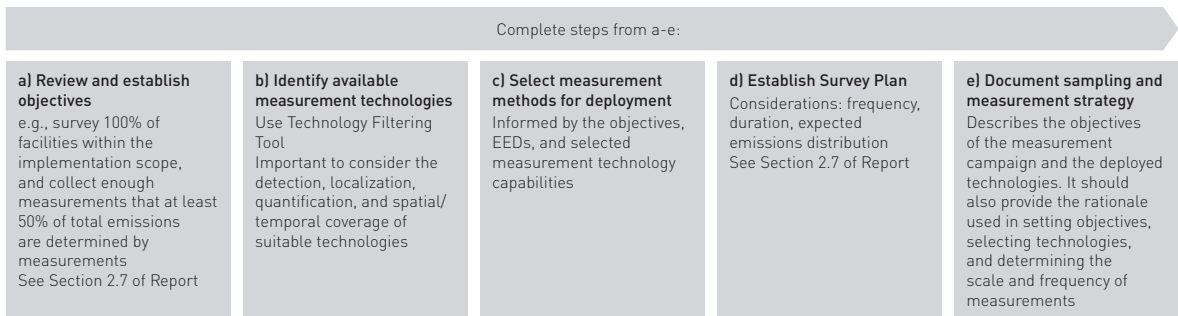 Complete steps from a-e:
a) Review and establish
objectives
e.g., survey 100% of
facilities within the
implementation scope,
and collect enough
measurements that at least
50% of total emissions
are determined by
measurements
See Section 2.7 of Report
b) Identify available
measurement technologies
Use Technology Filtering
Tool
Important to consider the
detection, localization,
quantification, and spatial/
temporal coverage of
suitable technologies
c) Select measurement
methods for deployment
Informed by the objectives,
EEDs, and selected
measurement technology
capabilities
d) Establish Survey Plan
Considerations: frequency,
duration, expected
emissions distribution
See Section 2.7 of Report
e) Document sampling and
measurement strategy
Describes the objectives
of the measurement
campaign and the deployed
technologies. It should
also provide the rationale
used in setting objectives,
selecting technologies,
and determining the
scale and frequency of
measurements